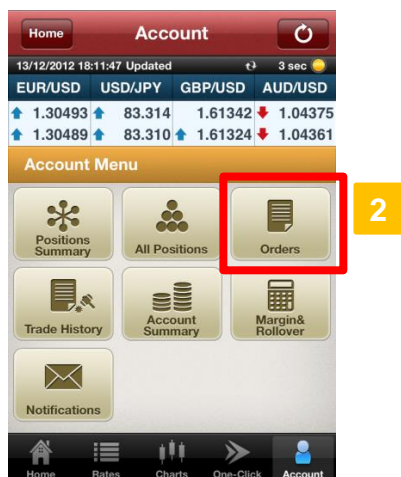 Home Account
13/12/2012 18:11:47 Updated 3 sec
EUR/USD USD/JPY GBP/USD AUD/USD
1.30493 83.314 1.61342 1.04375
1.30489 83.310 1.61324 1.04361
Account Menu
2
Positions
Summary
All Positions
Orders
Trade History
Account
Summary
Margin&
Rollover
Notifications
Home Rates Charts One-Click Account